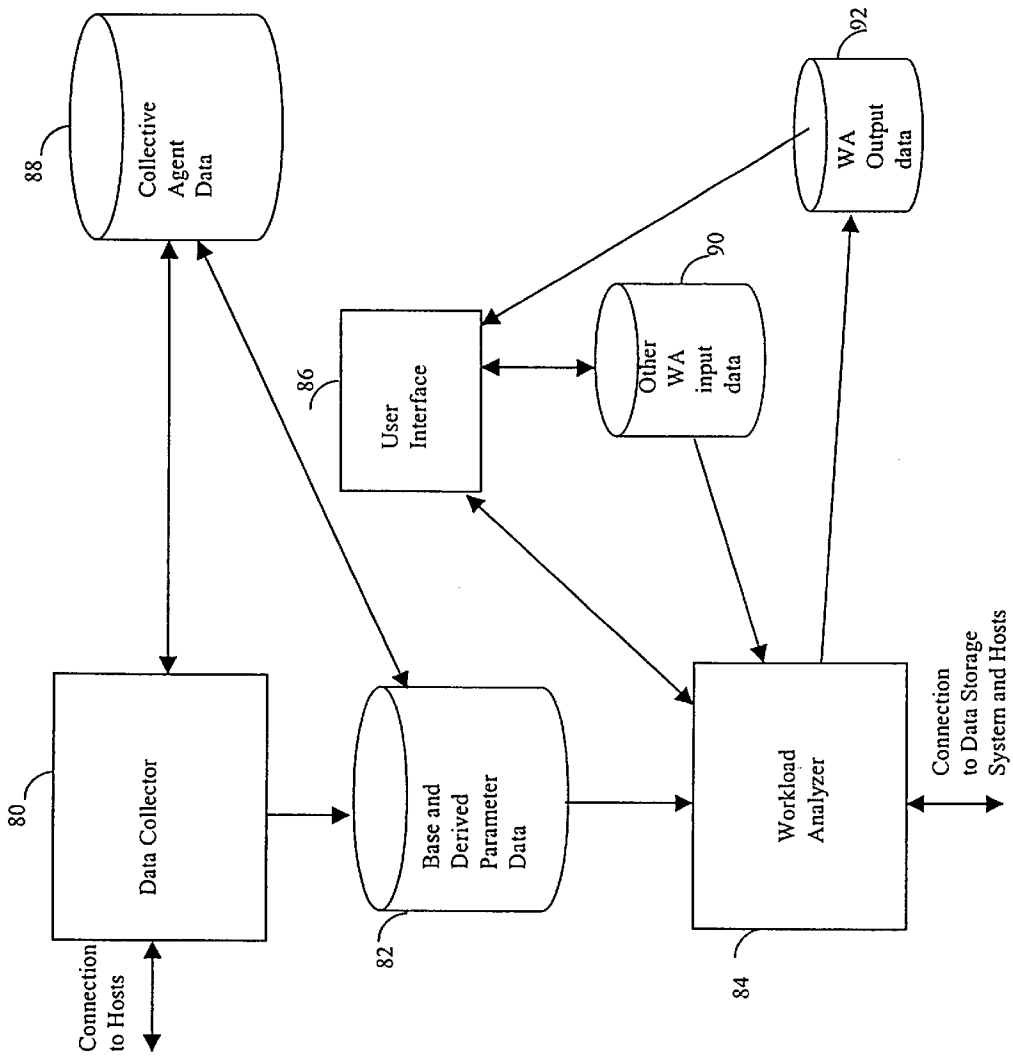 88
Collective
Agent
Data
92
WA
Output
data
90
Other
WA
input
data
86
User
Interface
80
Data Collector
Connection
to Hosts
82
Base and
Derived
Parameter
Data
84
Workload
Analyzer
Connection
to Data Storage
System and Hosts